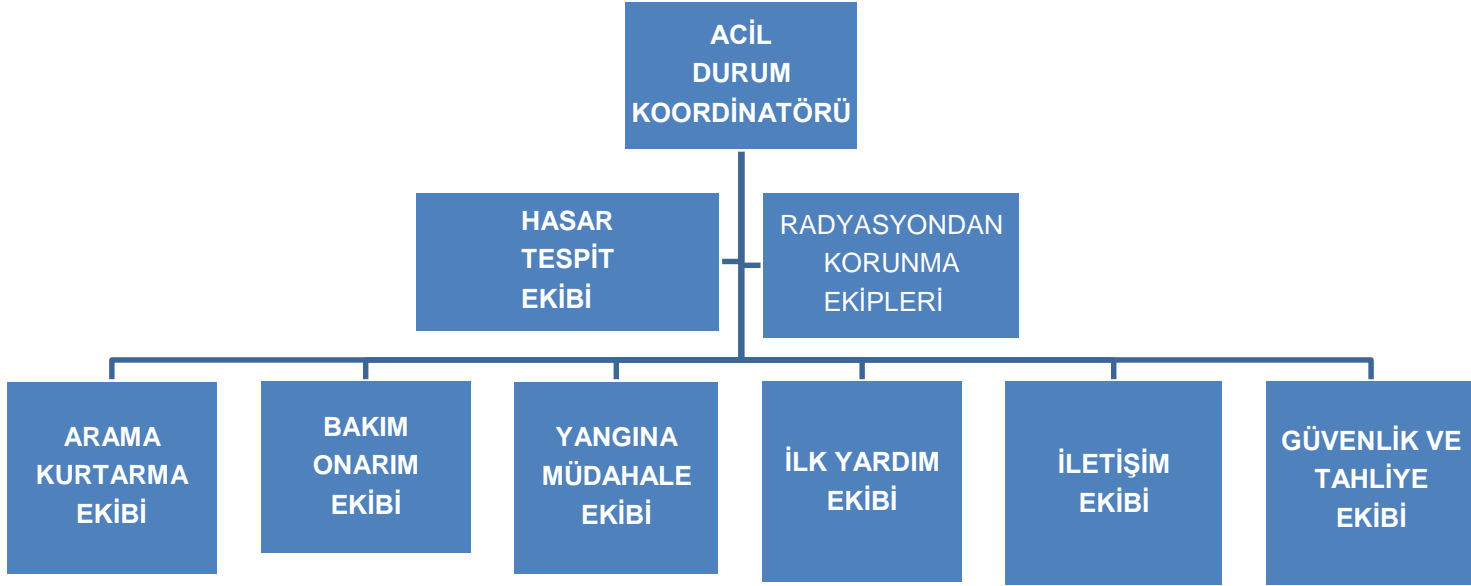 ACİL
DURUM
KOORDİNATÖRÜ
HASAR
TESPİT
EKİBİ
RADYASYONDAN
KORUNMA
EKİPLERİ
ARAMA
KURTARMA
EKİBİ
BAKIM
ONARIM
EKİBİ
YANGINA
MÜDAHALE
EKİBİ
İLK YARDIM
EKİBİ
İLETİŞİM
EKİBİ
GÜVENLİK VE
TAHLİYE
EKİBİ